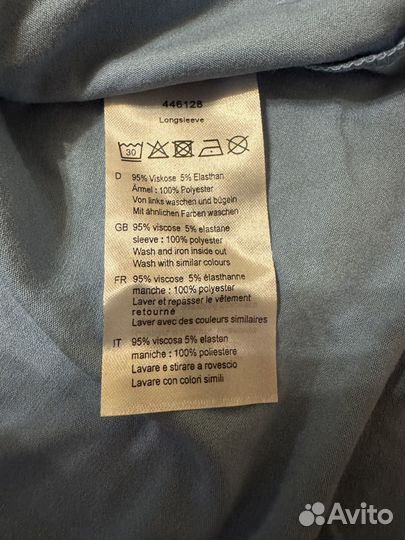 446128
Longsleeve
30
D 95% Viskose 5% Elasthan
Ärmel : 100% Polyester
Von links waschen und bügeln
Mit ähnlichen Farben waschen
GB 95% viscose 5% elastane
sleeve : 100% polyester
Wash and iron inside out
Wash with similar colours
FR 95% viscose 5% élasthanne
manche : 100% polyester
Laver et repasser le vêtement
retourné
Laver avec des couleurs similaires
IT 95% viscosa 5% elasten
maniche : 100% poliestere
Lavare e stirare a rovescio
Lavare con colori simili
Avito